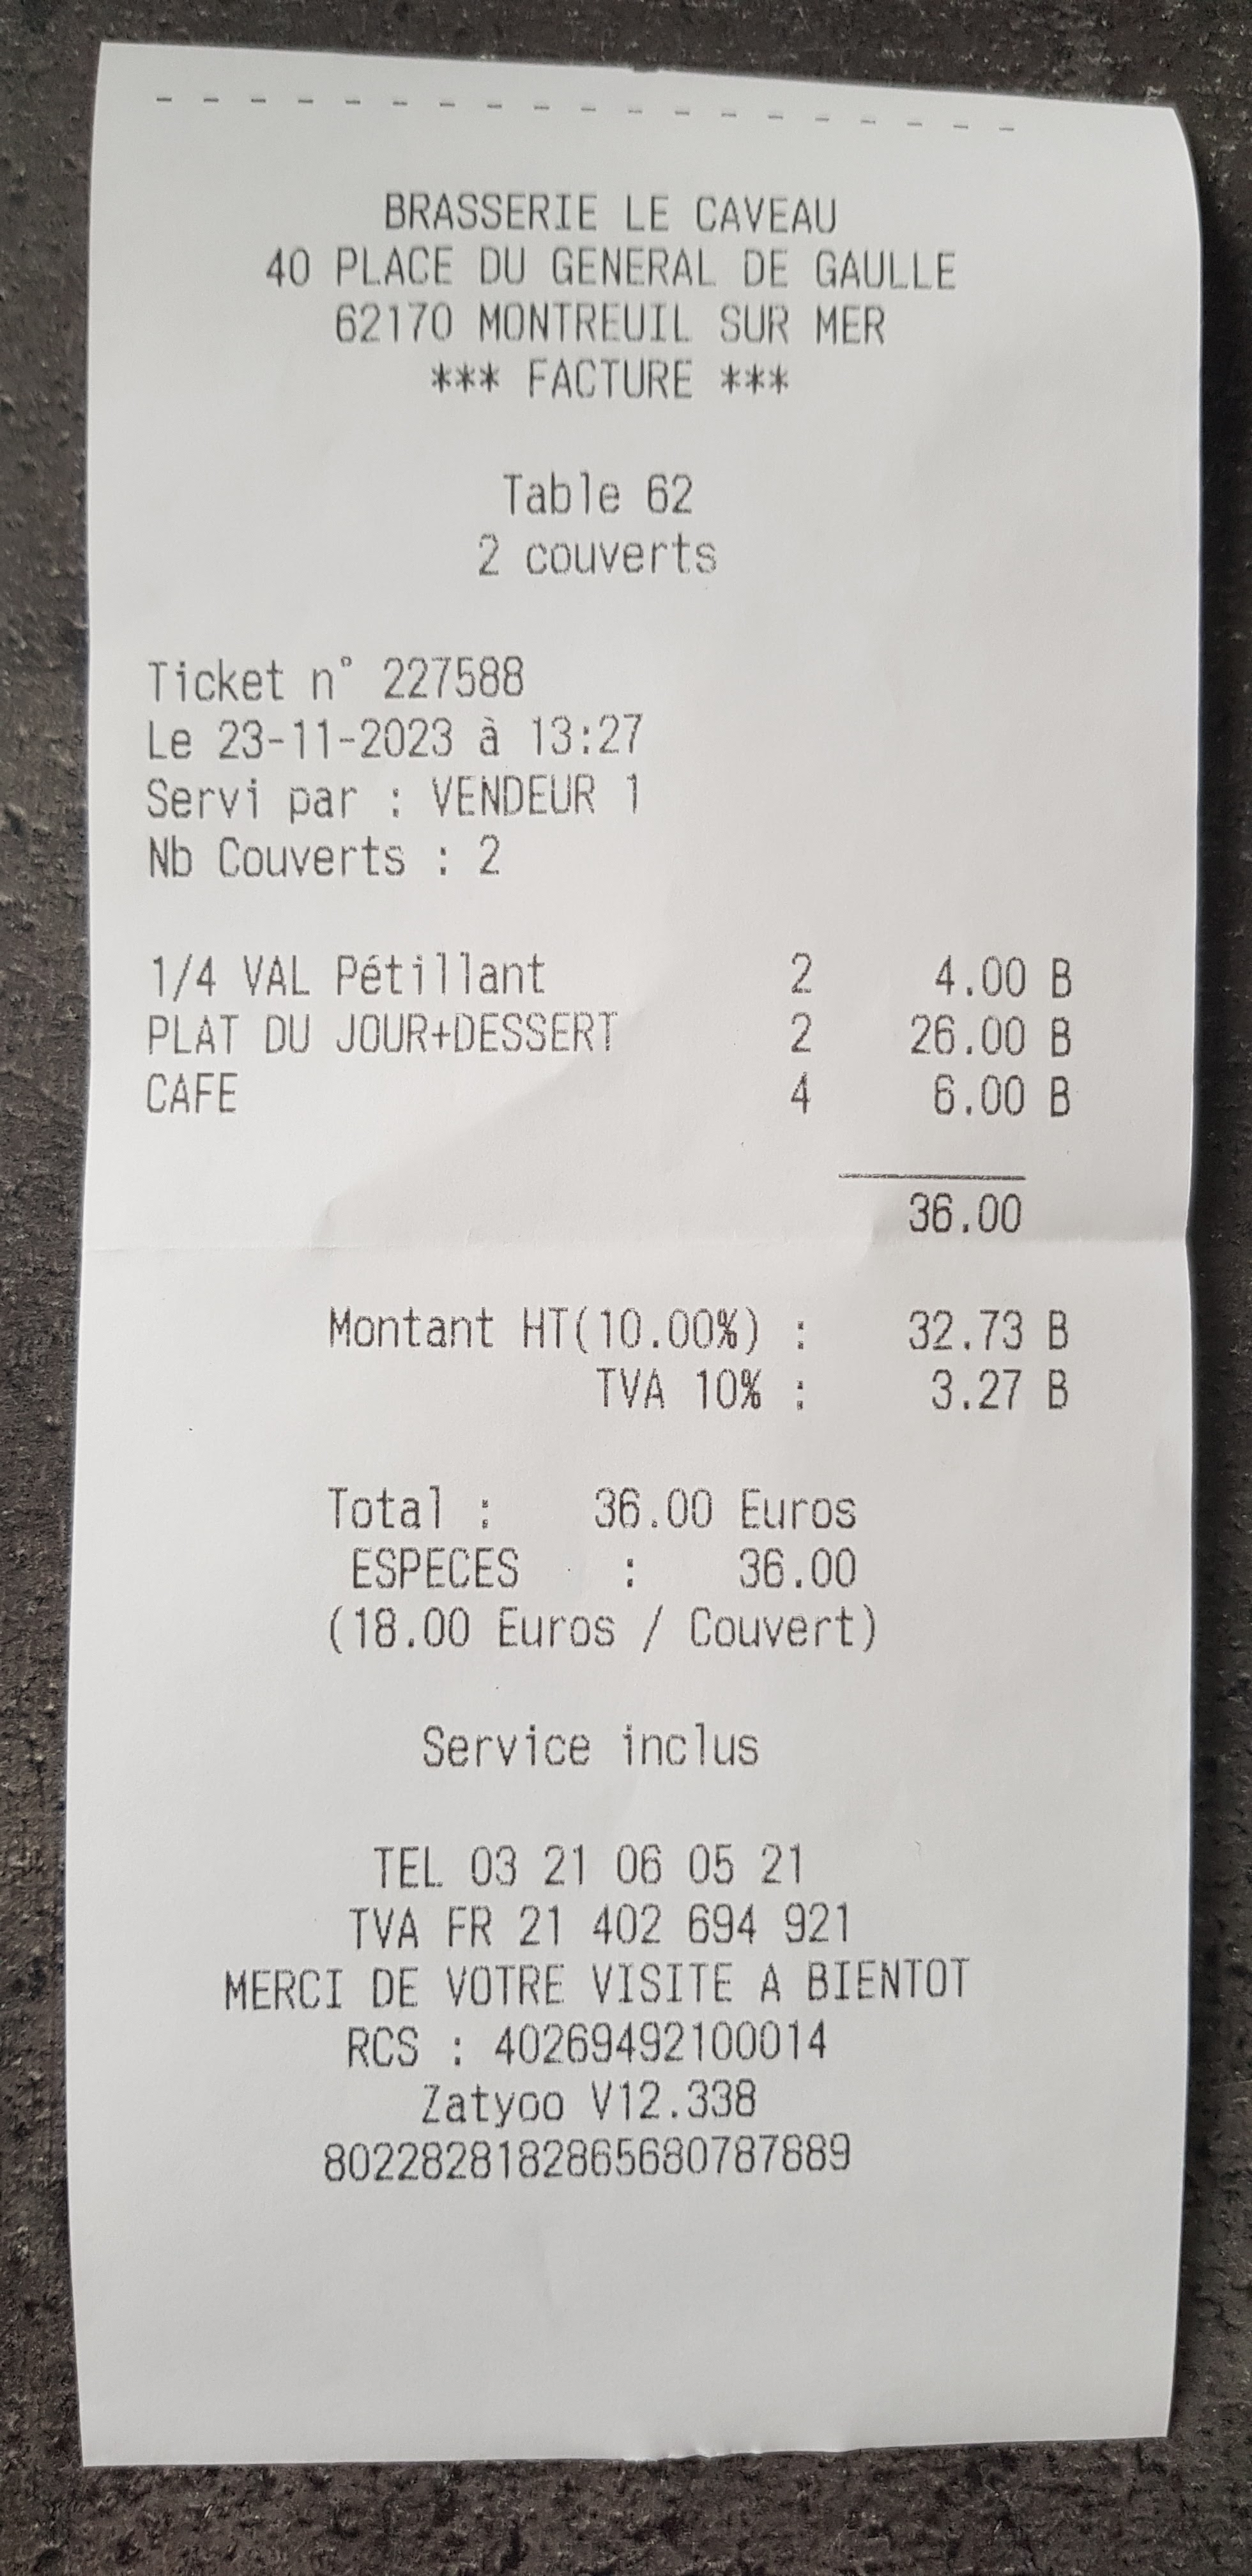 - - - - - - - - - - - - - - - - - - -
BRASSERIE LE CAVEAU
40 PLACE DU GENERAL DE GAULLE
62170 MONTREUIL SUR MER
*** FACTURE ***
Table 62
2 couverts
Ticket n° 227588
Le 23-11-2023 à 13:27
Servi par : VENDEUR 1
Nb Couverts : 2
1/4 VAL Pétillant 2 4.00 B
PLAT DU JOUR+DESSERT 2 26.00 B
CAFE 4 6.00 B
36.00
Montant HT(10.00%) : 32.73 B
TVA 10% : 3.27 B
Total : 36.00 Euros
ESPECES : 36.00
(18.00 Euros / Couvert)
Service inclus
TEL 03 21 06 05 21
TVA FR 21 402 694 921
MERCI DE VOTRE VISITE A BIENTOT
RCS : 40269492100014
Zatyoo V12.338
8022828182865680787889